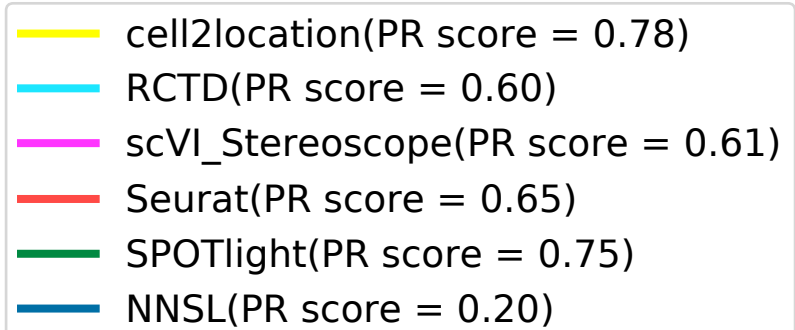 cell2location(PR score = 0.78)
RCTD(PR score = 0.60)
scVI_Stereoscope(PR score = 0.61)
Seurat(PR score = 0.65)
SPOTlight(PR score = 0.75)
NNSL(PR score = 0.20)